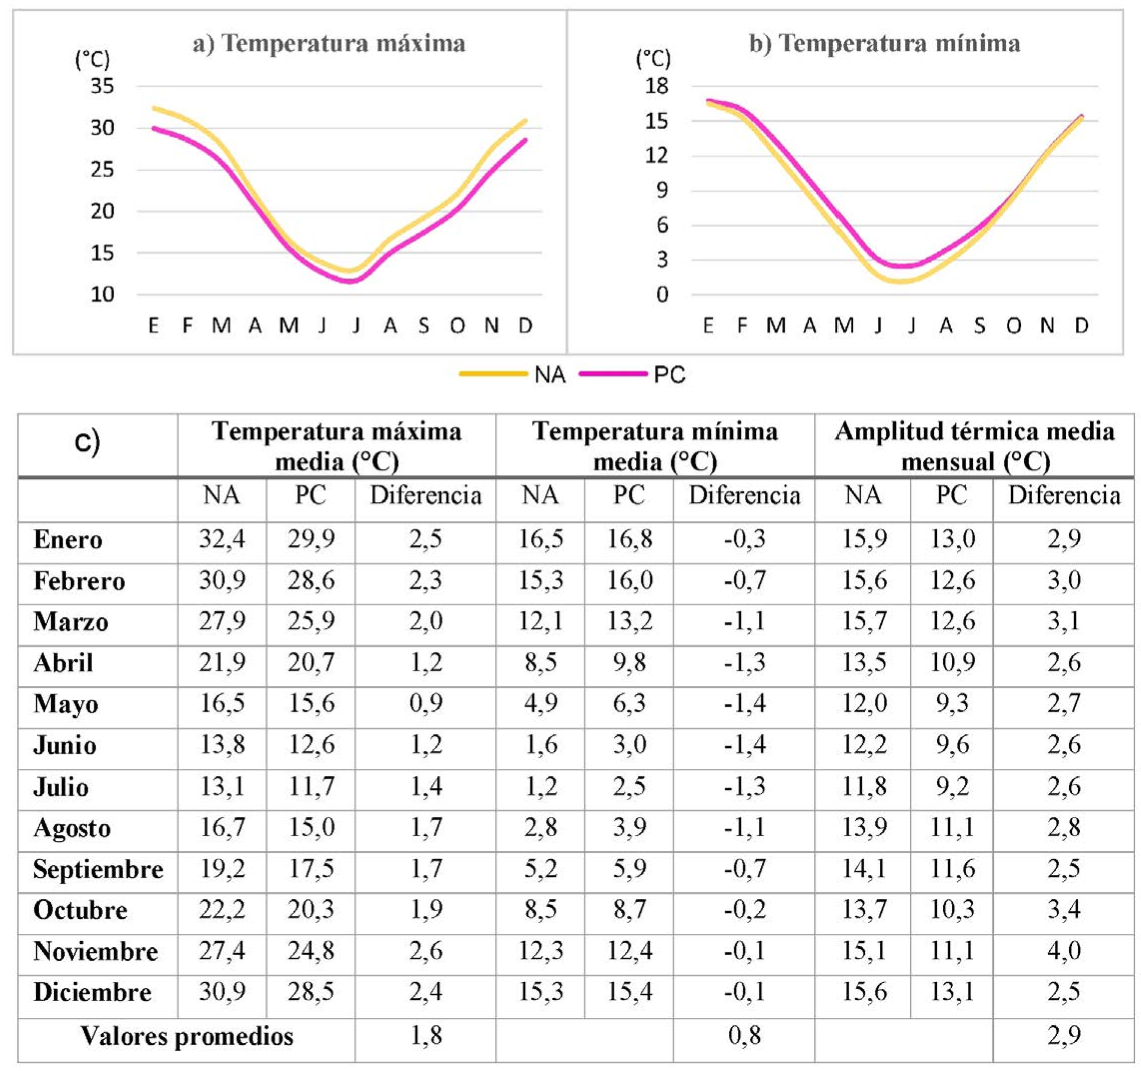 a) Temperatura máxima
(°C)
35
30
25
20
15
10
E F M A M J J A S O N D
b) Temperatura mínima
(°C)
18
15
12
9
6
3
0
E F M A M J J A S O N D
NA PC
c) Temperatura máxima media (°C) Temperatura mínima media (°C) Amplitud térmica media mensual (°C)
NA PC Diferencia NA PC Diferencia NA PC Diferencia
Enero 32,4 29,9 2,5 16,5 16,8 -0,3 15,9 13,0 2,9
Febrero 30,9 28,6 2,3 15,3 16,0 -0,7 15,6 12,6 3,0
Marzo 27,9 25,9 2,0 12,1 13,2 -1,1 15,7 12,6 3,1
Abril 21,9 20,7 1,2 8,5 9,8 -1,3 13,5 10,9 2,6
Mayo 16,5 15,6 0,9 4,9 6,3 -1,4 12,0 9,3 2,7
Junio 13,8 12,6 1,2 1,6 3,0 -1,4 12,2 9,6 2,6
Julio 13,1 11,7 1,4 1,2 2,5 -1,3 11,8 9,2 2,6
Agosto 16,7 15,0 1,7 2,8 3,9 -1,1 13,9 11,1 2,8
Septiembre 19,2 17,5 1,7 5,2 5,9 -0,7 14,1 11,6 2,5
Octubre 22,2 20,3 1,9 8,5 8,7 -0,2 13,7 10,3 3,4
Noviembre 27,4 24,8 2,6 12,3 12,4 -0,1 15,1 11,1 4,0
Diciembre 30,9 28,5 2,4 15,3 15,4 -0,1 15,6 13,1 2,5
Valores promedios 1,8 0,8 2,9